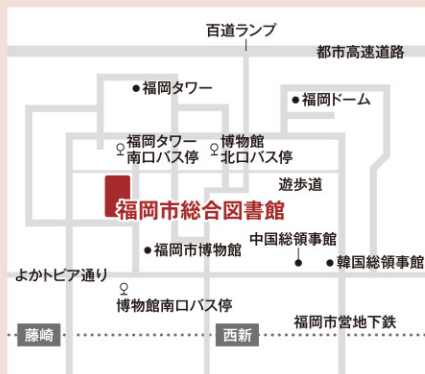 百道ランプ
都市高速道路
福岡タワー
福岡ドーム
福岡タワー
南口バス停
博物館
北口バス停
遊歩道
福岡市総合図書館
中国総領事館
福岡市博物館
韓国総領事館
よかトピア通り
博物館南口バス停
福岡市営地下鉄
藤崎
西新